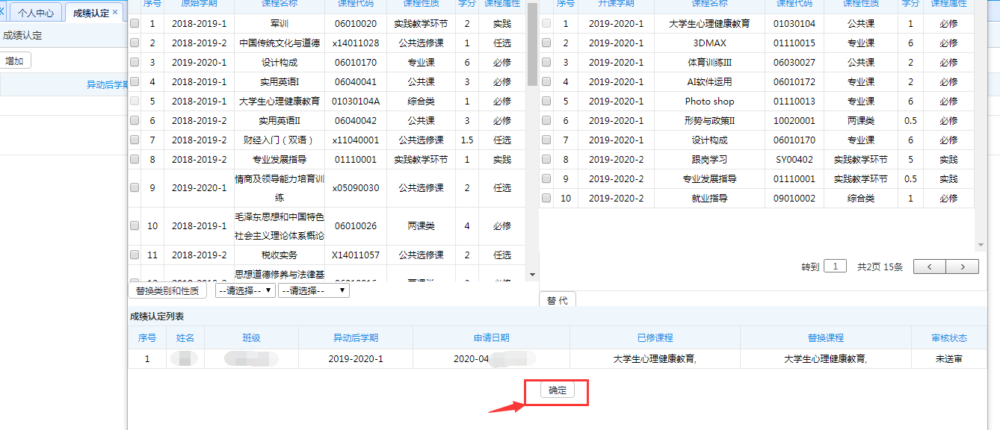 个人中心
成绩认定 ×
成绩认定
增加
异动后学期
序号 原始学期 课程名称 课程代码 课程性质 学分 课程属性
1 2018-2019-1 军训 06010020 实践教学环节 2 实践
2 2018-2019-2 中国传统文化与道德 x14011028 公共选修课 1 任选
3 2018-2019-1 设计构成 06010170 专业课 6 必修
4 2018-2019-1 实用英语I 06040041 公共课 3 必修
5 2018-2019-1 大学生心理健康教育 01030104A 综合类 1 必修
6 2018-2019-2 实用英语II 06040042 公共课 3 必修
7 2018-2019-2 财经入门（双语） x11040001 公共选修课 1.5 任选
8 2018-2019-2 专业发展指导 01110001 实践教学环节 1 实践
9 2019-2020-1 情商及领导能力培育训
练 x05090030 公共选修课 2 任选
10 2018-2019-1 毛泽东思想和中国特色
社会主义理论体系概论 06010026 两课类 4 必修
11 2018-2019-2 税收实务 X14011057 公共选修课 2 任选
思想道德修养与法律基
替换类别和性质 --请选择-- --请选择--
序号 开课学期 课程名称 课程代码 课程性质 学分 课程属性
1 2019-2020-1 大学生心理健康教育 01030104 公共课 1 必修
2 2019-2020-1 3DMAX 01110015 专业课 6 必修
3 2019-2020-1 体育训练III 06030027 公共课 2 必修
4 2019-2020-1 AI软件运用 06010172 专业课 2 必修
5 2019-2020-1 Photo shop 01110013 专业课 6 必修
6 2019-2020-1 形势与政策II 10020001 两课类 0.5 必修
7 2019-2020-1 设计构成 06010170 专业课 6 必修
8 2019-2020-2 跟岗学习 SY00402 实践教学环节 5 实践
9 2019-2020-2 专业发展指导 01110001 实践教学环节 0.5 实践
10 2019-2020-2 就业指导 09010002 综合类 1 必修
转到 1 共2页 15条 < >
替 代
成绩认定列表
序号 姓名 班级 异动后学期 申请日期 已修课程 替换课程 审核状态
1 2019-2020-1 2020-04 大学生心理健康教育, 大学生心理健康教育, 未送审
确定